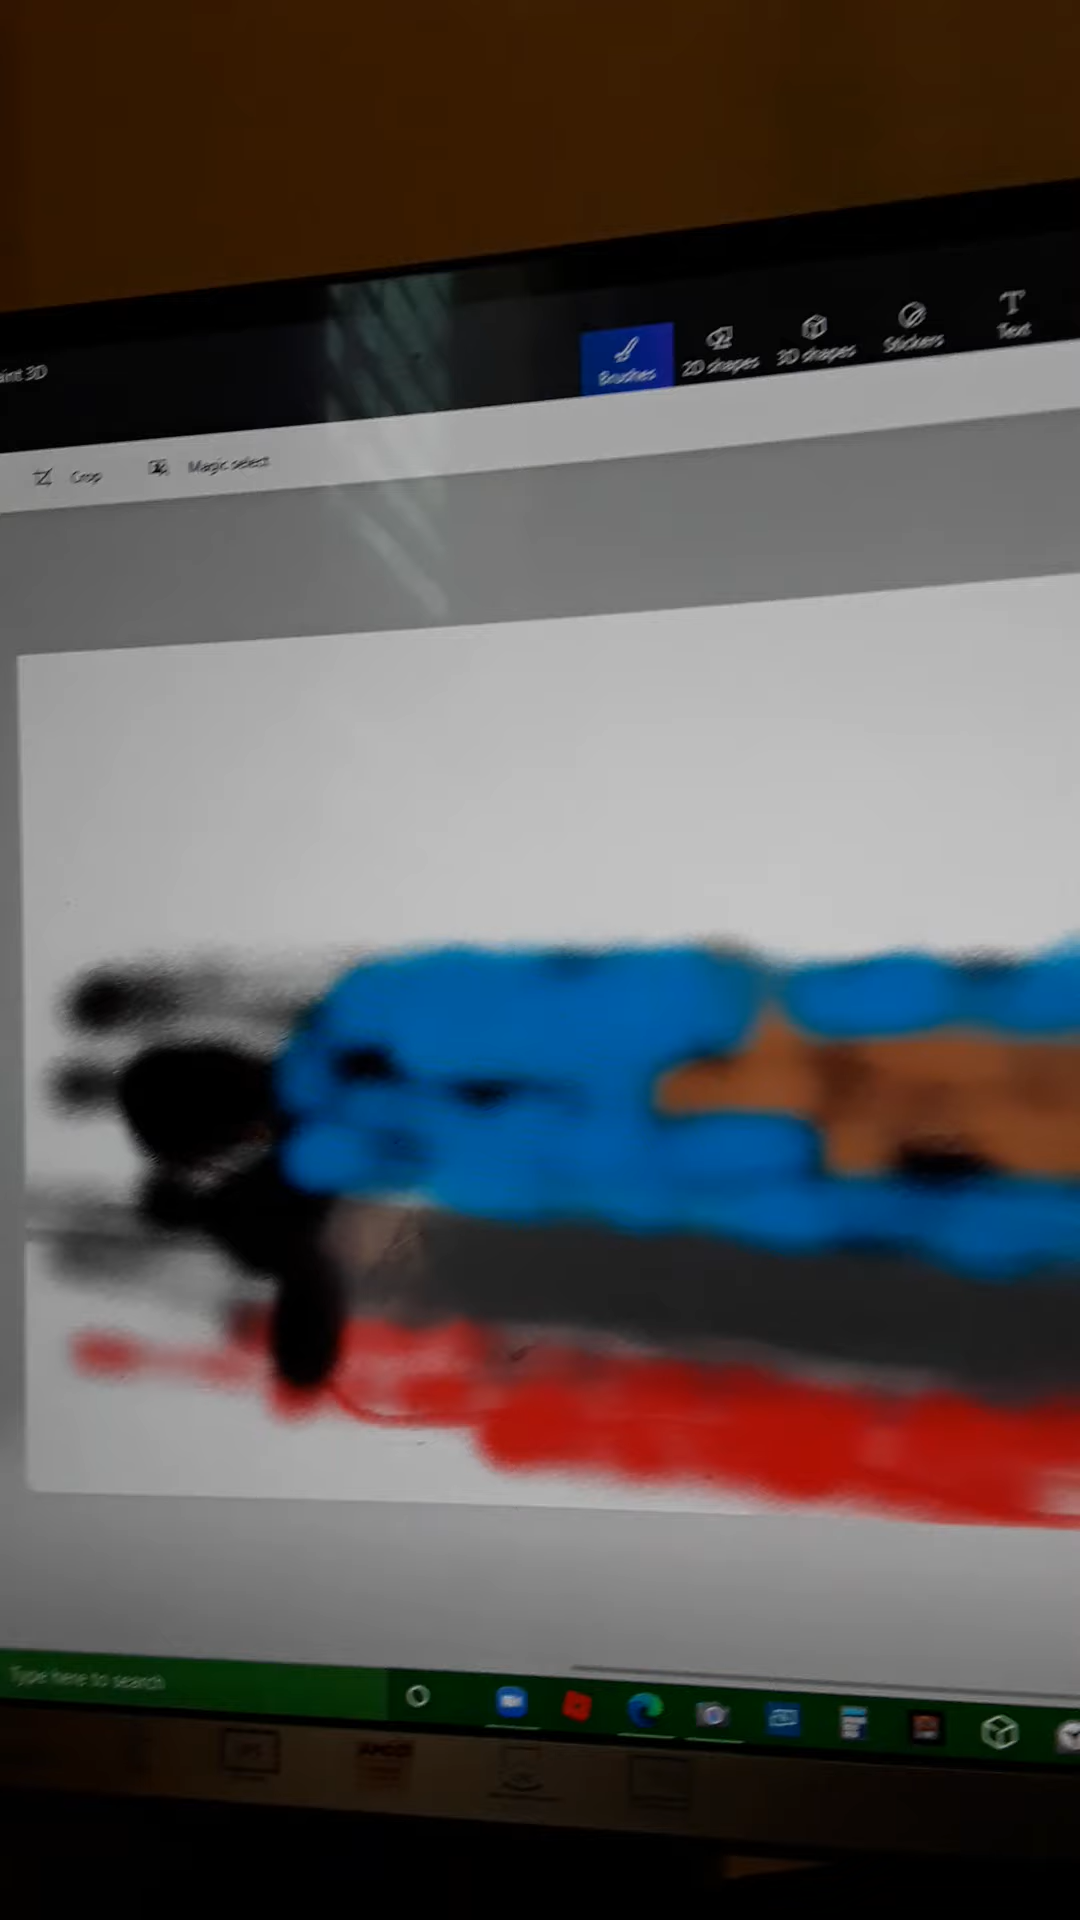 aint 3D
Brushes
2D shapes
3D shapes
Stickers
Text
Crop
Magic select
Type here to search